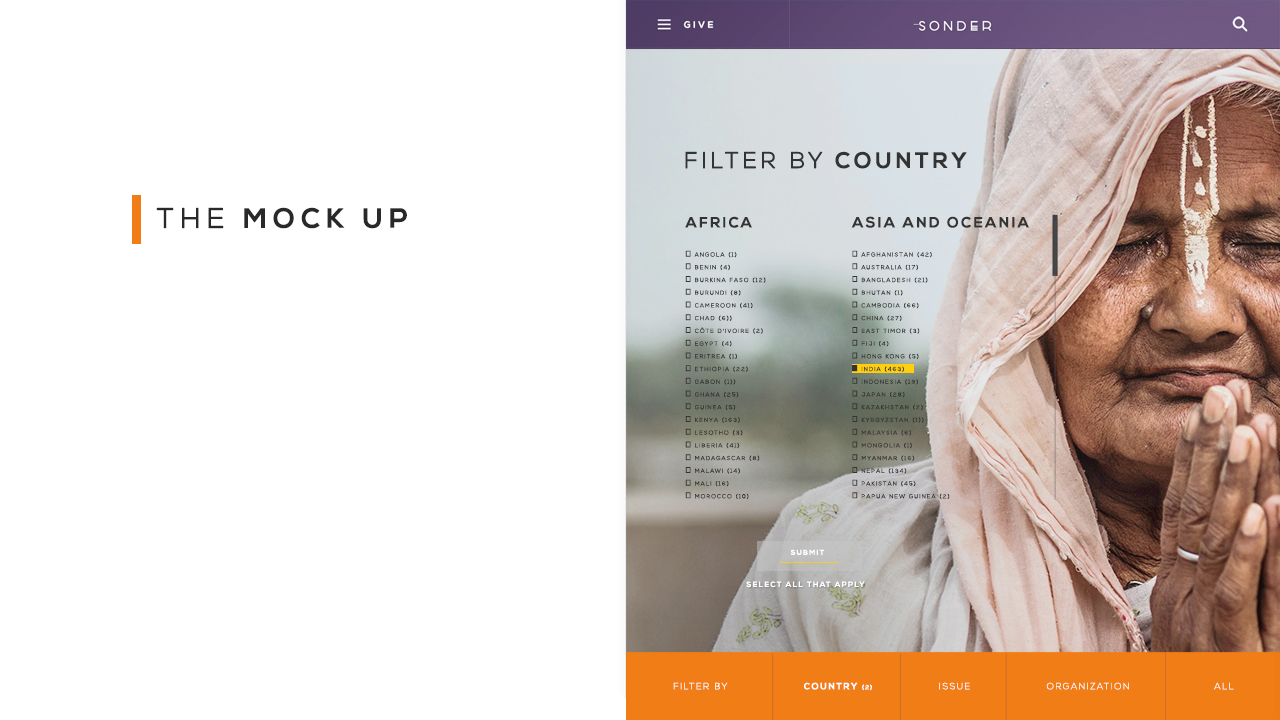 THE MOCK UP
GIVE
SONDER
FILTER BY COUNTRY
AFRICA
ANGOLA (1)
BENIN (4)
BURKINA FASO (12)
BURUNDI (8)
CAMEROON (41)
CHAD (6))
CÔTE D'IVOIRE (2)
EGYPT (4)
ERITREA (1)
ETHIOPIA (22)
GABON (1))
GHANA (25)
GUINEA (5)
KENYA (163)
LESOTHO (3)
LIBERIA (41)
MADAGASCAR (8)
MALAWI (14)
MALI (16)
MOROCCO (10)
ASIA AND OCEANIA
AFGHANISTAN (42)
AUSTRALIA (17)
BANGLADESH (21)
BHUTAN (1)
CAMBODIA (66)
CHINA (27)
EAST TIMOR (3)
FIJI (4)
HONG KONG (5)
INDIA (463)
INDONESIA (19)
JAPAN (28)
KAZAKHSTAN (2)
KYRGYZSTAN (1))
MALAYSIA (6)
MONGOLIA (1)
MYANMAR (16)
NEPAL (134)
PAKISTAN (45)
PAPUA NEW GUINEA (2)
SUBMIT
SELECT ALL THAT APPLY
FILTER BY
COUNTRY (2)
ISSUE
ORGANIZATION
ALL